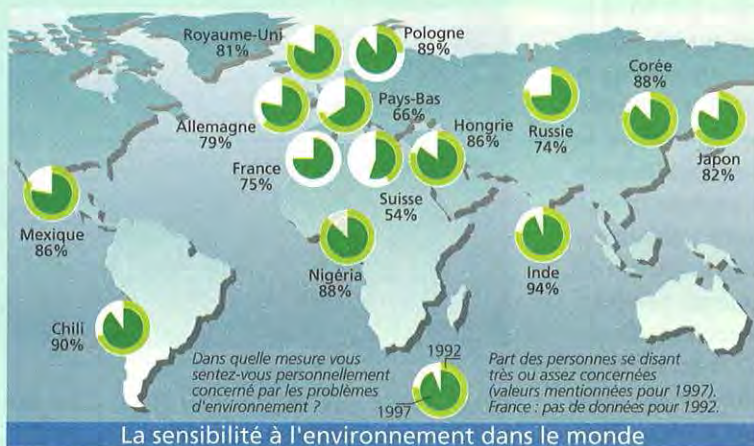 Royaume-Uni
81%
Pologne
89%
Corée
88%
Allemagne
79%
Pays-Bas
66%
Hongrie
86%
Russie
74%
Japon
82%
France
75%
Suisse
54%
Mexique
86%
Nigéria
88%
Inde
94%
Chili
90%
Dans quelle mesure vous
sentez-vous personnellement
concerné par les problèmes
d'environnement ?
1992
1997
Part des personnes se disant
très ou assez concernées
(valeurs mentionnées pour 1997).
France : pas de données pour 1992.
La sensibilité à l'environnement dans le monde